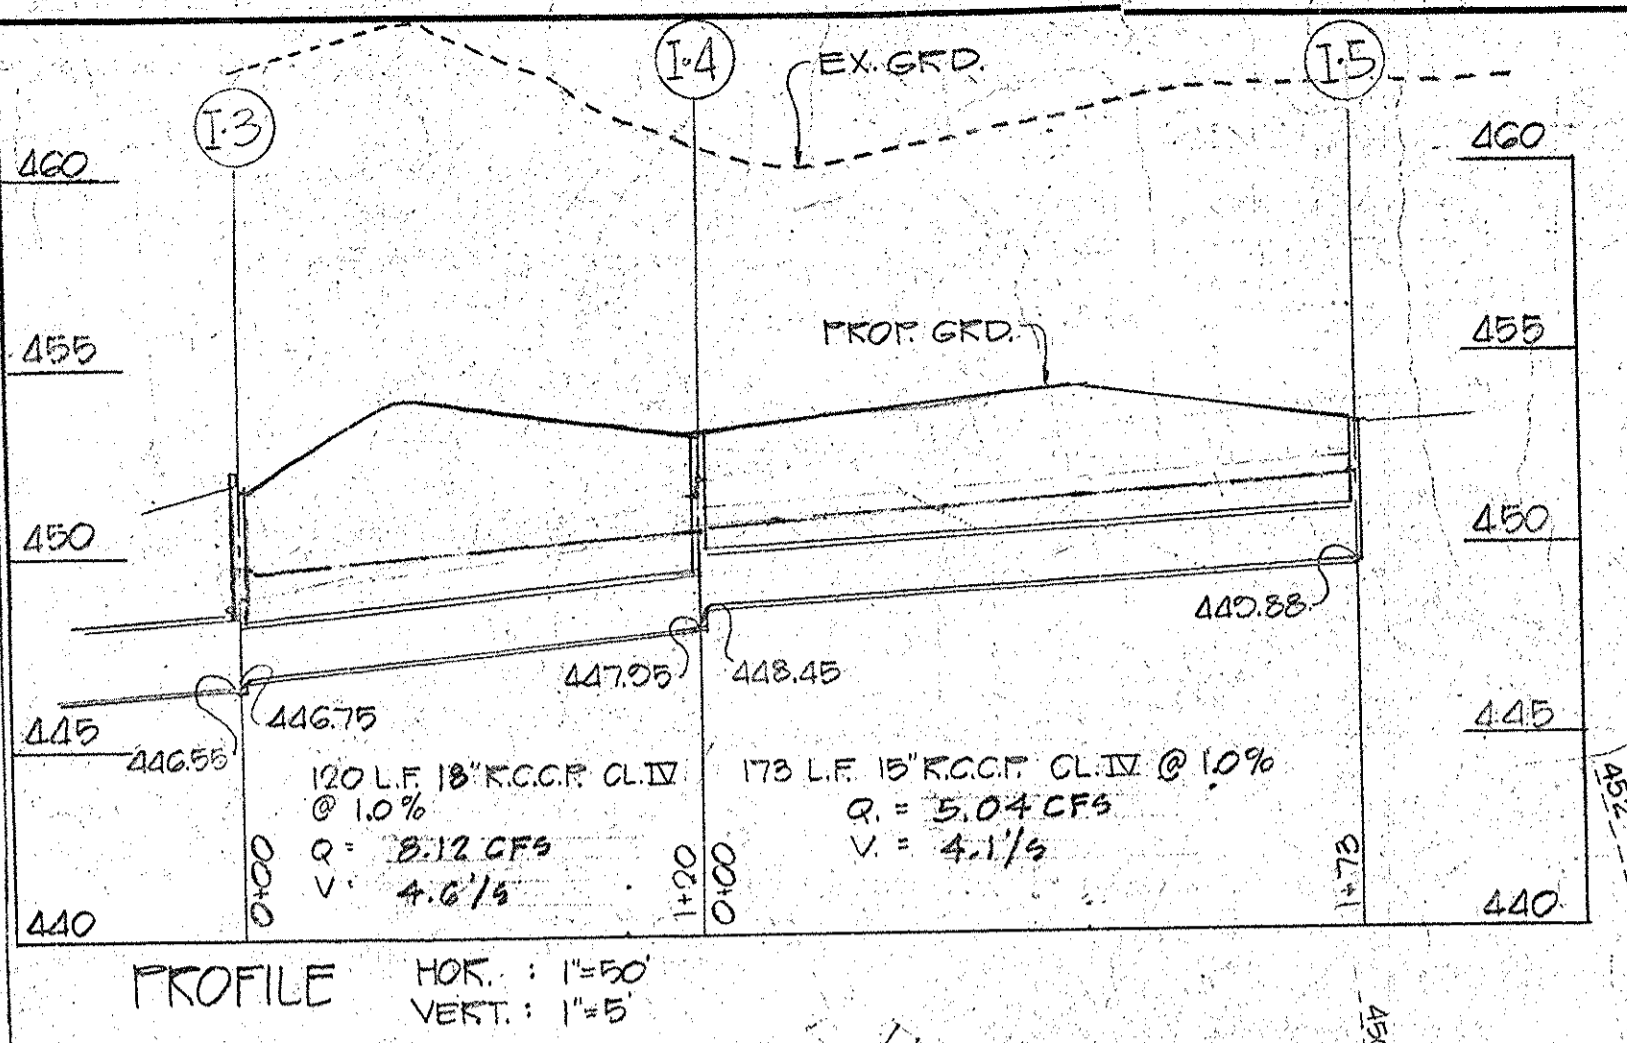 I-3
I-4
I-5
EX. GRD.
460
460
455
455
PROP. GRD.
450
450
445
445
440
440
446.55
446.75
447.95
448.45
449.88
120 L.F. 18" R.C.C.P. CL. IV
@ 1.0%
Q = 8.12 CFS
V. 4.6'/s
173 L.F. 15" R.C.C.P. CL. IV @ 1.0%
Q. = 5.04 CFS
V. = 4.1'/s
0+00
1+20
0+00
1+73
452
450
PROFILE
HOR. : 1"=50'
VERT. : 1"=5'